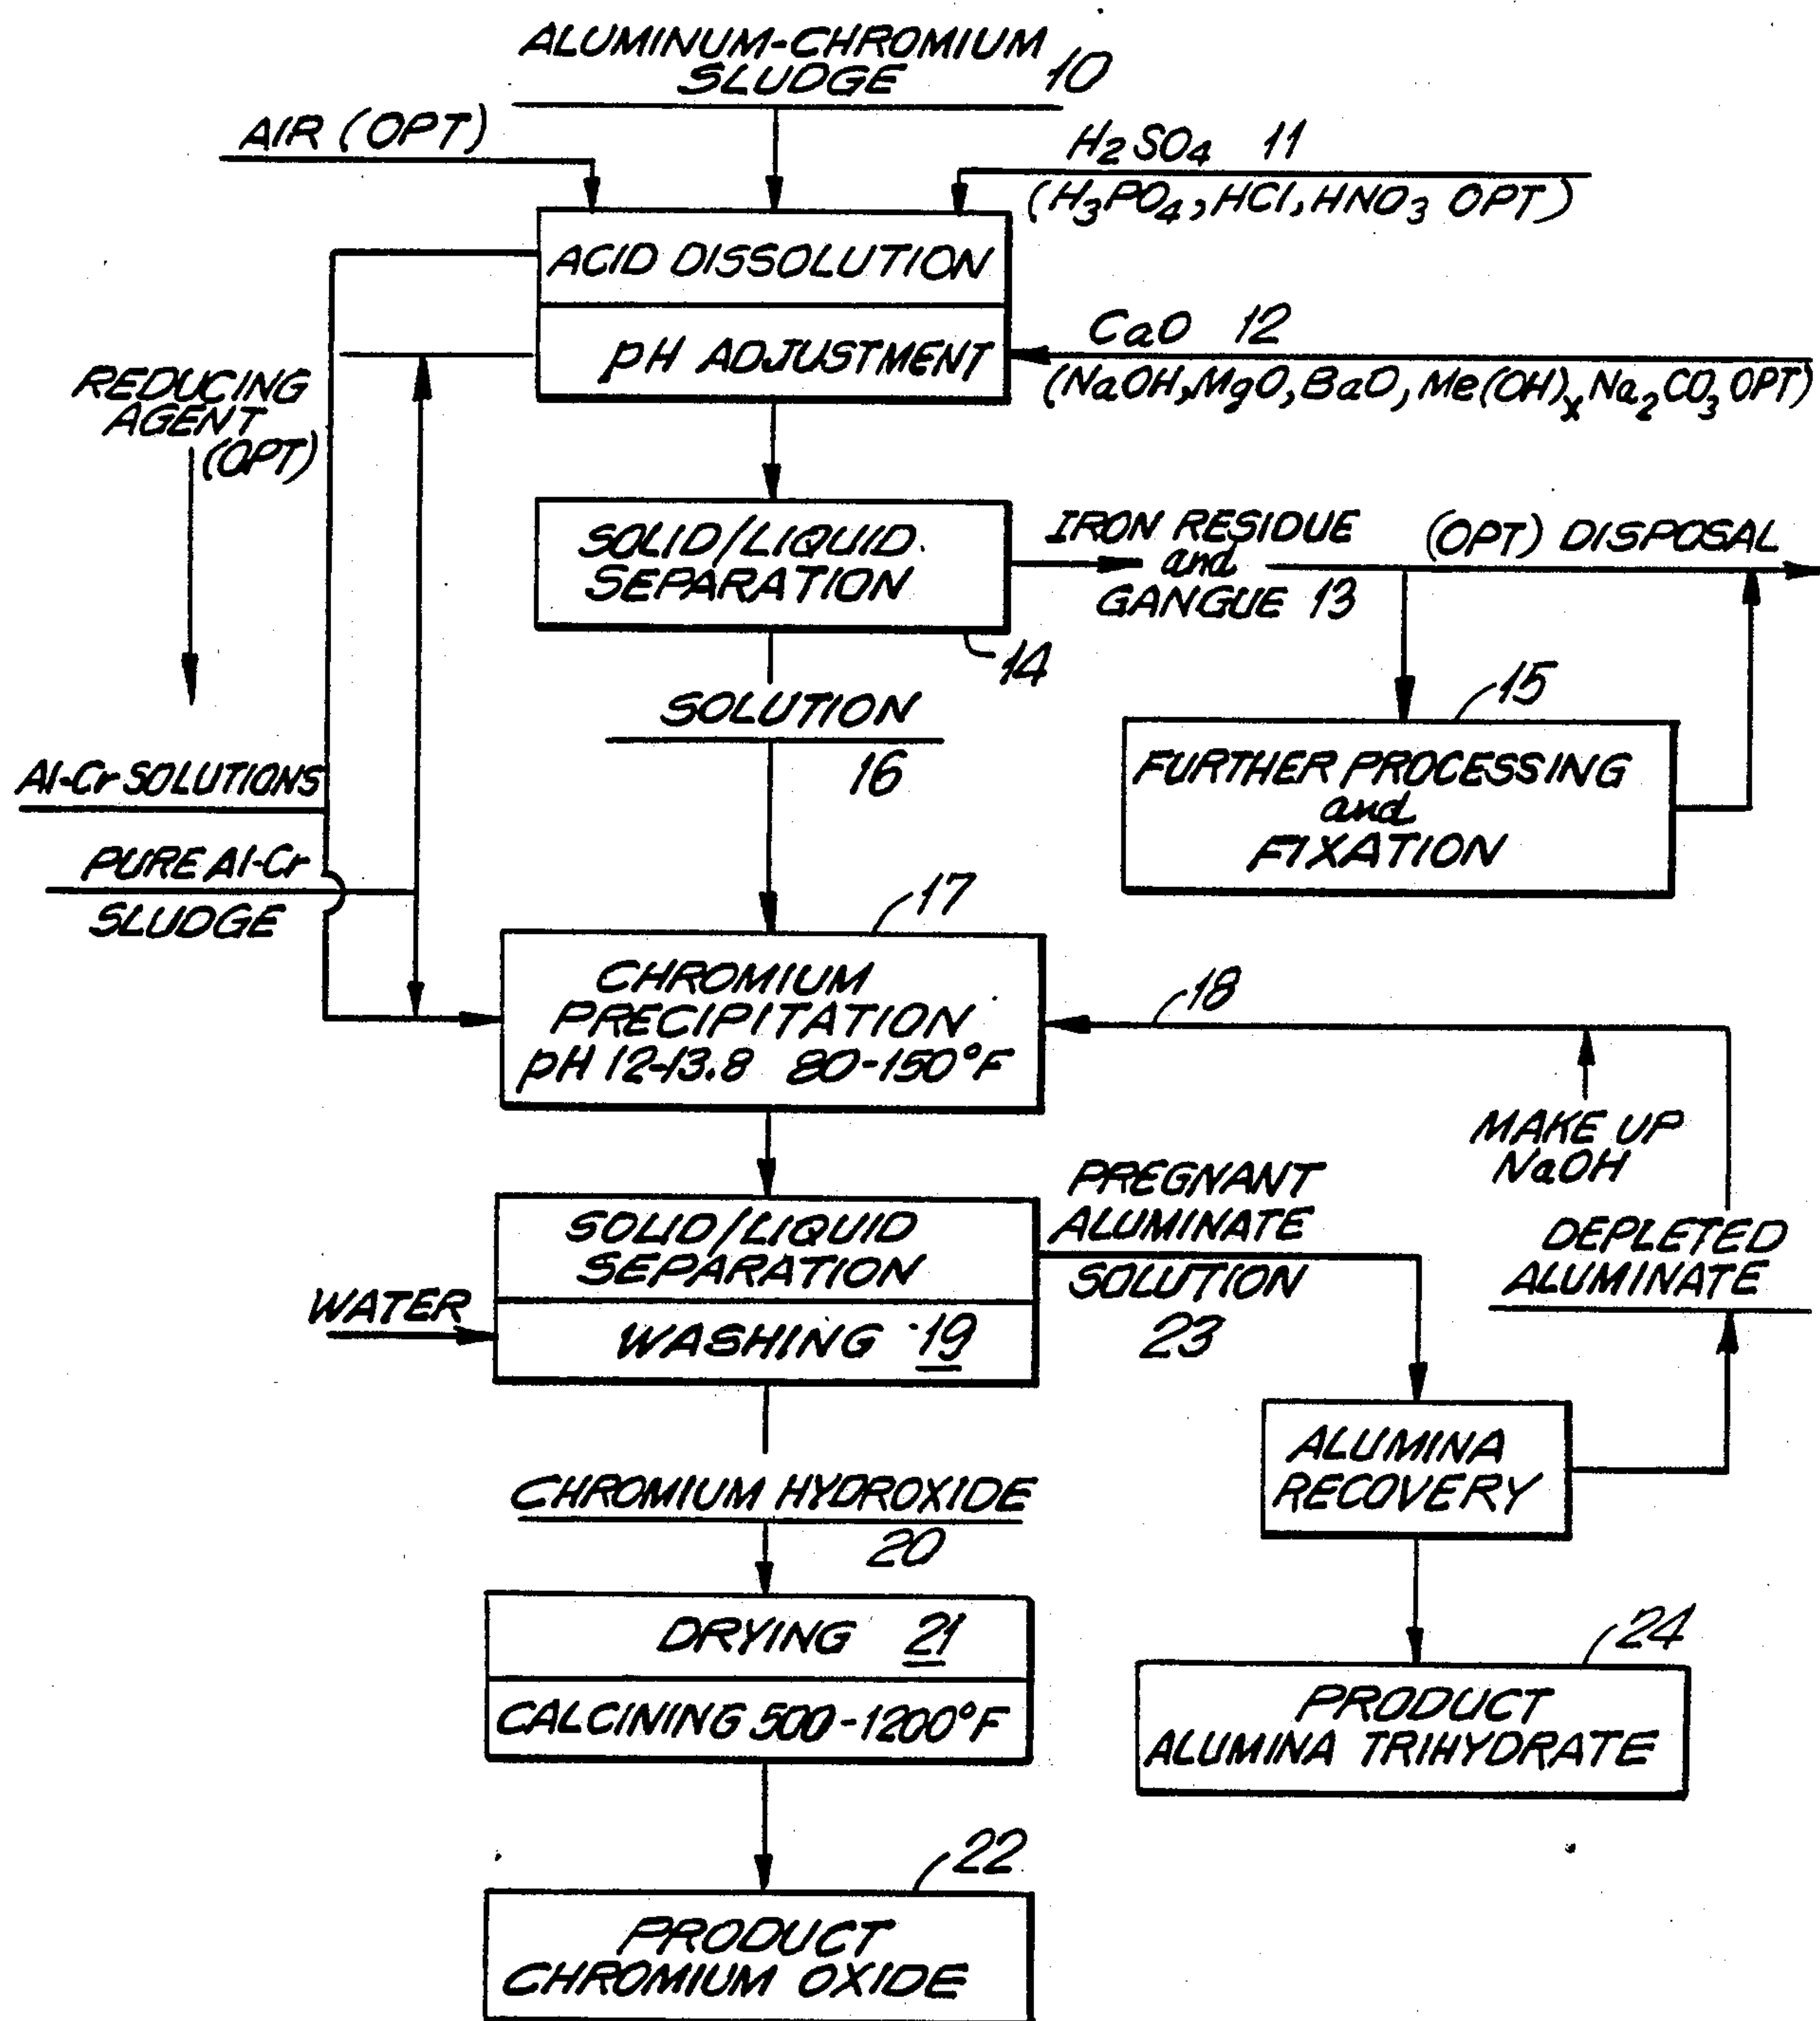 ALUMINUM-CHROMIUM
SLUDGE 10
AIR (OPT)
H2SO4 11
(H3PO4, HCl, HNO3 OPT)
ACID DISSOLUTION
pH ADJUSTMENT
CaO 12
(NaOH, MgO, BaO, Me(OH)x Na2CO3 OPT)
REDUCING
AGENT
(OPT)
SOLID/LIQUID
SEPARATION
14
IRON RESIDUE
and
GANGUE 13
(OPT) DISPOSAL
15
FURTHER PROCESSING
and
FIXATION
SOLUTION
16
Al-Cr SOLUTIONS
PURE Al-Cr
SLUDGE
17
CHROMIUM
PRECIPITATION
pH 12-13.8 80-150°F
18
MAKE UP
NaOH
DEPLETED
ALUMINATE
SOLID/LIQUID
SEPARATION
WATER
WASHING 19
PREGNANT
ALUMINATE
SOLUTION
23
ALUMINA
RECOVERY
CHROMIUM HYDROXIDE
20
DRYING 21
CALCINING 500-1200°F
24
PRODUCT
ALUMINA TRIHYDRATE
22
PRODUCT
CHROMIUM OXIDE